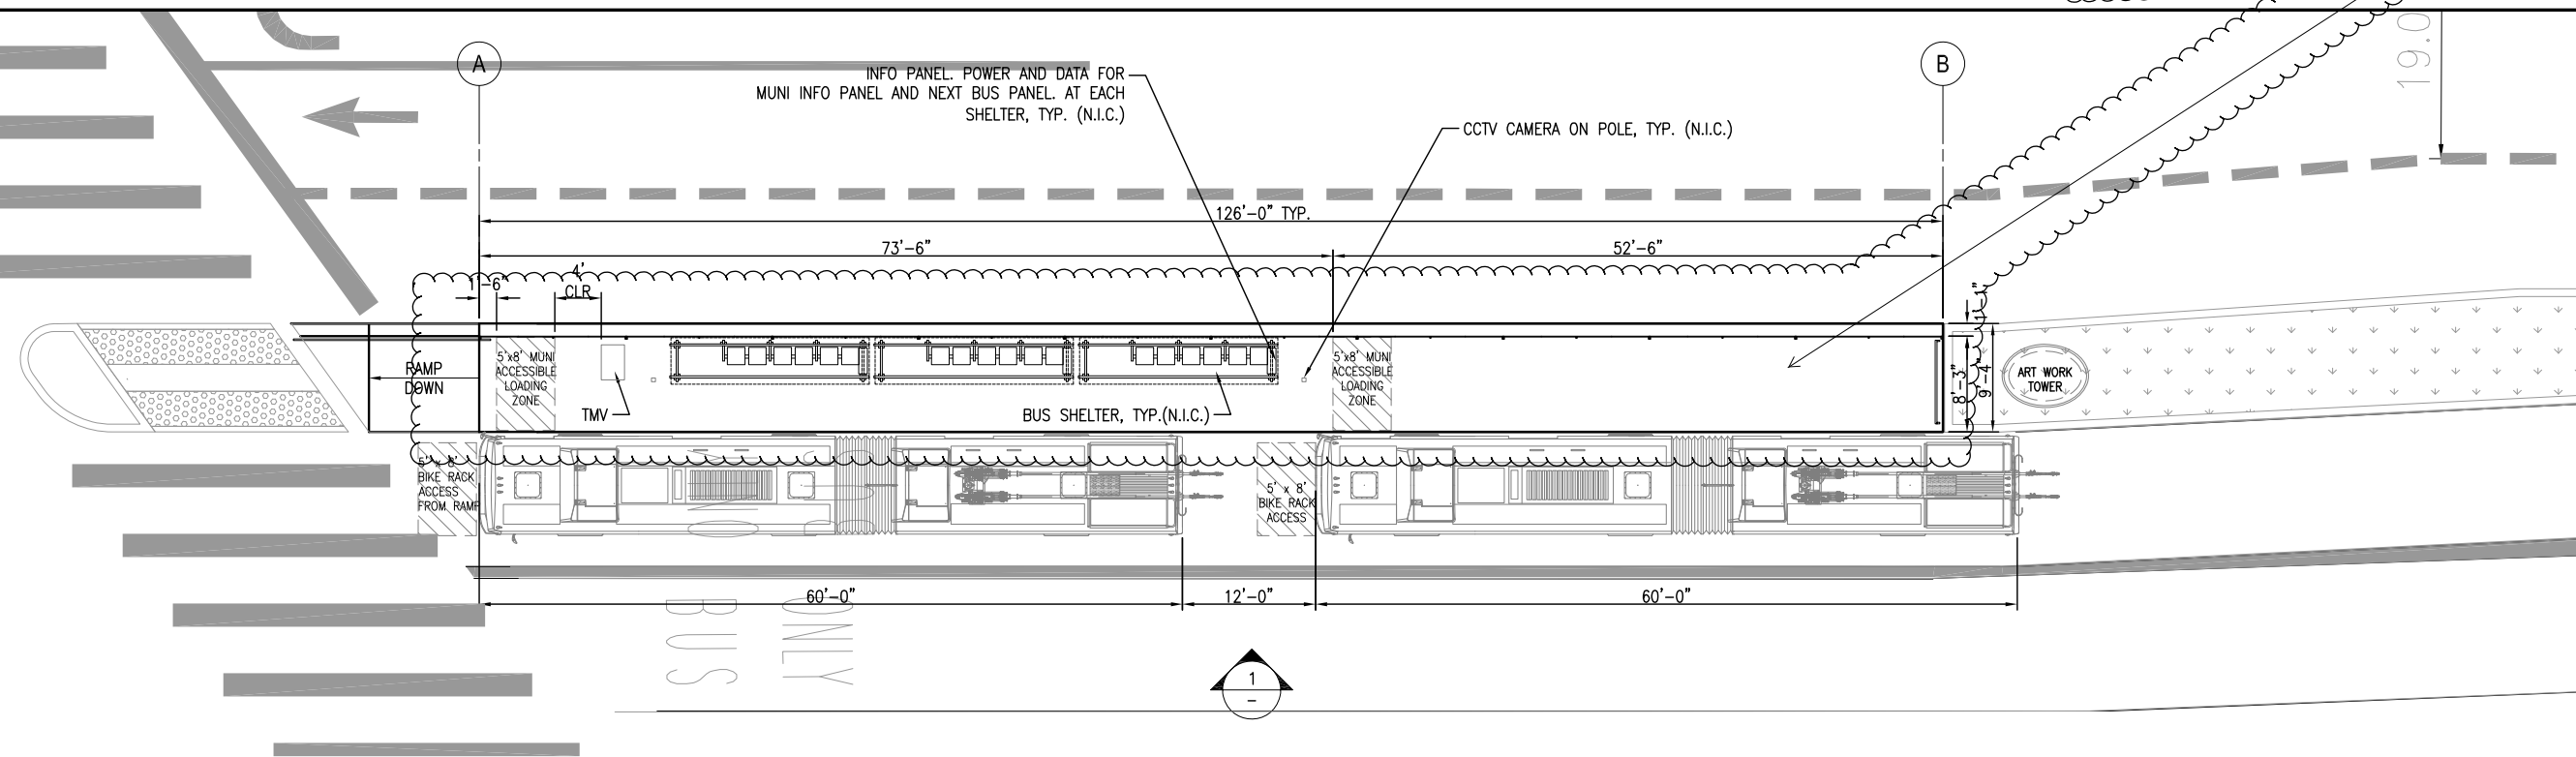 19.0
A
B
INFO PANEL. POWER AND DATA FOR
MUNI INFO PANEL AND NEXT BUS PANEL. AT EACH
SHELTER, TYP. (N.I.C.)
CCTV CAMERA ON POLE, TYP. (N.I.C.)
126'-0" TYP.
73'-6"
52'-6"
1'-6"
4'
CLR
1'-1"
8'-3"
9'-4"
RAMP
DOWN
5'x8' MUNI
ACCESSIBLE
LOADING
ZONE
TMV
BUS SHELTER, TYP.(N.I.C.)
5'x8' MUNI
ACCESSIBLE
LOADING
ZONE
ART WORK
TOWER
5' x 8'
BIKE RACK
ACCESS
FROM RAMP
5' x 8'
BIKE RACK
ACCESS
60'-0"
12'-0"
60'-0"
BUS
ONLY
1
–